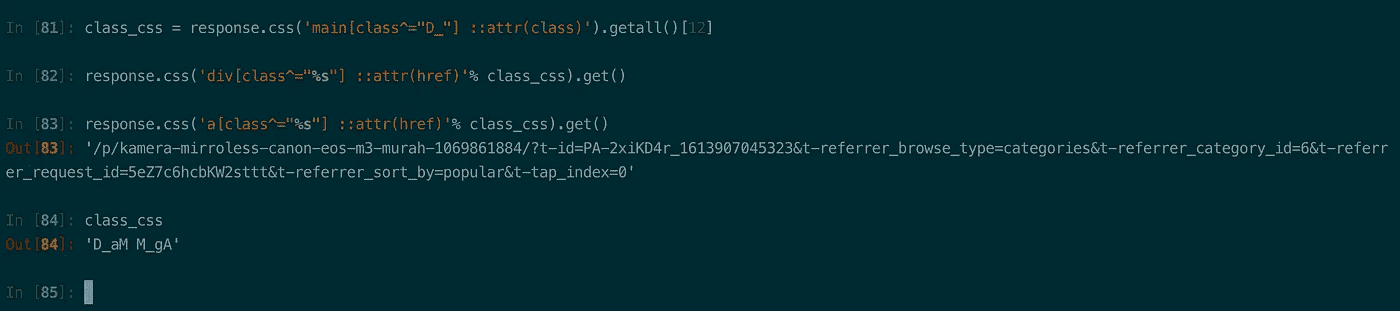 In [81]: class_css = response.css('main[class^="D_"] ::attr(class)').getall()[12]
In [82]: response.css('div[class^="%s"] ::attr(href)'% class_css).get()
In [83]: response.css('a[class^="%s"] ::attr(href)'% class_css).get()
Out[83]: '/p/kamera-mirroless-canon-eos-m3-murah-1069861884/?t-id=PA-2xiKD4r_1613907045323&t-referrer_browse_type=categories&t-referrer_category_id=6&t-referr
er_request_id=5eZ7c6hcbKW2sttt&t-referrer_sort_by=popular&t-tap_index=0'
In [84]: class_css
Out[84]: 'D_aM M_gA'
In [85]: